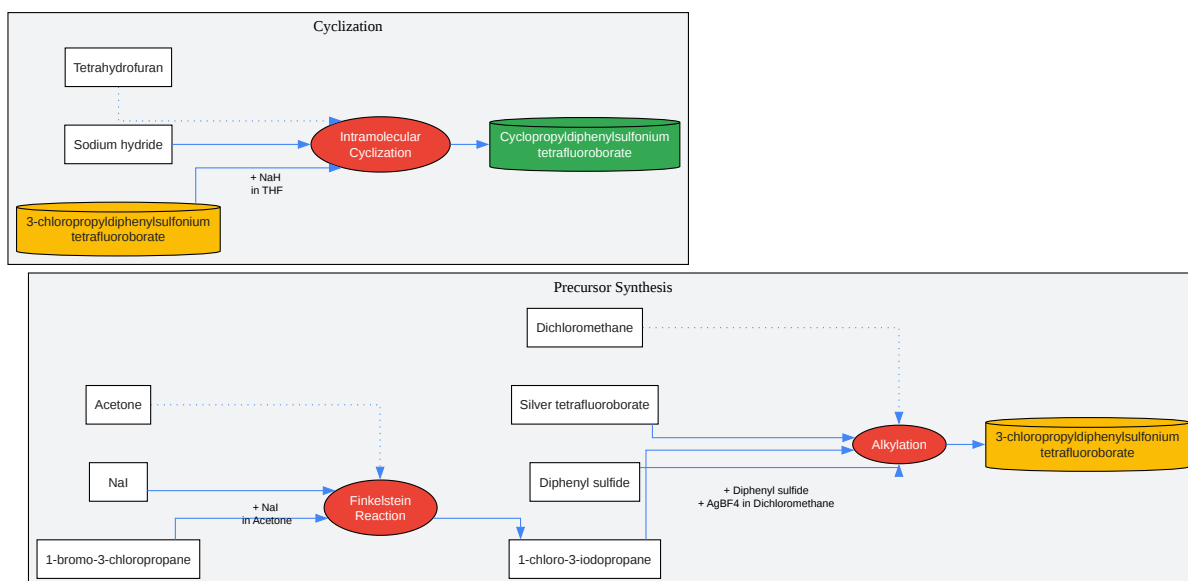 Cyclization
Tetrahydrofuran
Sodium hydride
Intramolecular
Cyclization
Cyclopropyldiphenylsulfonium
tetrafluoroborate
+ NaH
in THF
3-chloropropyldiphenylsulfonium
tetrafluoroborate
Precursor Synthesis
Dichloromethane
Acetone
Silver tetrafluoroborate
Alkylation
3-chloropropyldiphenylsulfonium
tetrafluoroborate
NaI
Diphenyl sulfide
+ Diphenyl sulfide
+ AgBF4 in Dichloromethane
+ NaI
in Acetone
Finkelstein
Reaction
1-bromo-3-chloropropane
1-chloro-3-iodopropane